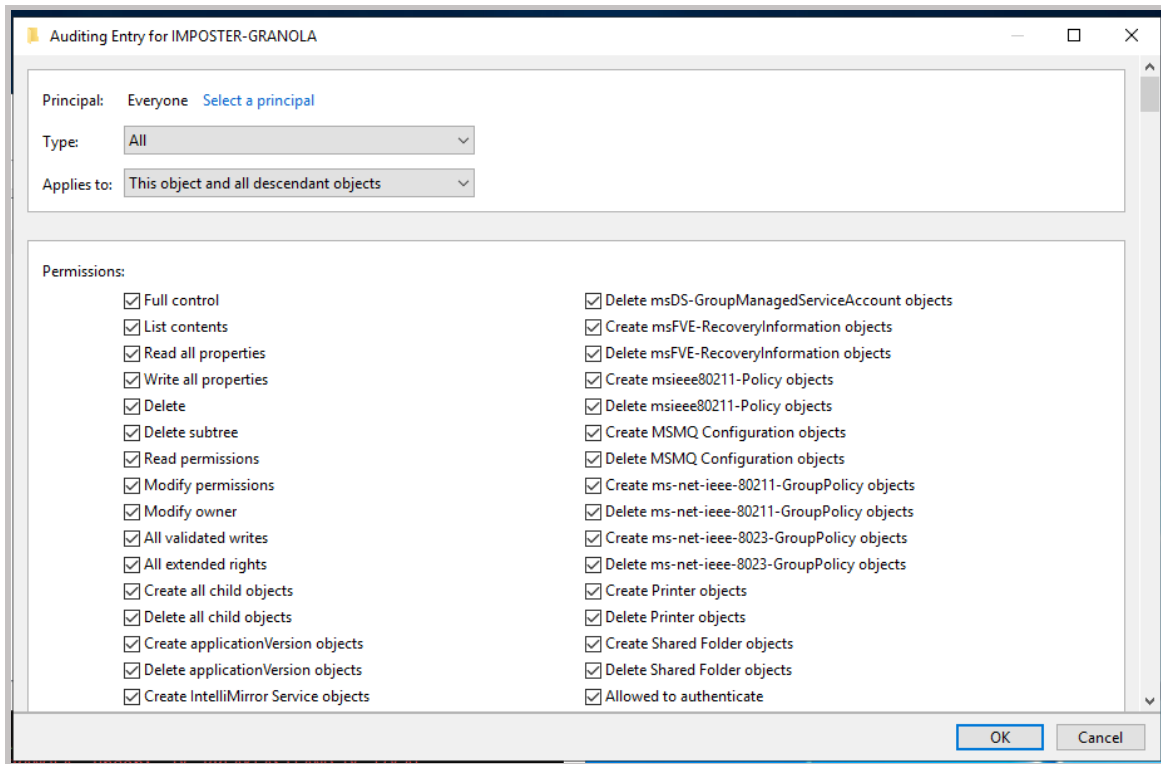 Auditing Entry for IMPOSTER-GRANOLA
Principal: Everyone Select a principal
Type: All
Applies to: This object and all descendant objects
Permissions:
Full control
List contents
Read all properties
Write all properties
Delete
Delete subtree
Read permissions
Modify permissions
Modify owner
All validated writes
All extended rights
Create all child objects
Delete all child objects
Create applicationVersion objects
Delete applicationVersion objects
Create IntelliMirror Service objects
Delete msDS-GroupManagedServiceAccount objects
Create msFVE-RecoveryInformation objects
Delete msFVE-RecoveryInformation objects
Create msieee80211-Policy objects
Delete msieee80211-Policy objects
Create MSMQ Configuration objects
Delete MSMQ Configuration objects
Create ms-net-ieee-80211-GroupPolicy objects
Delete ms-net-ieee-80211-GroupPolicy objects
Create ms-net-ieee-8023-GroupPolicy objects
Delete ms-net-ieee-8023-GroupPolicy objects
Create Printer objects
Delete Printer objects
Create Shared Folder objects
Delete Shared Folder objects
Allowed to authenticate
OK Cancel